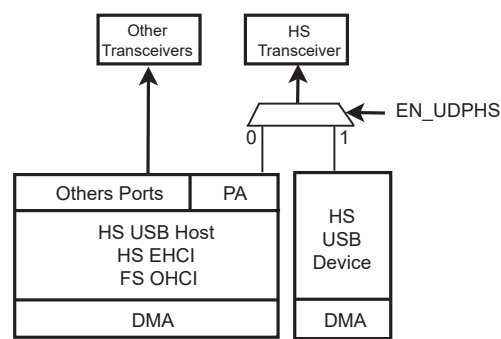 Other
Transceivers
HS
Transceiver
EN_UDPHS
0
1
Others Ports
PA
HS USB Host
HS EHCI
FS OHCI
DMA
HS
USB
Device
DMA